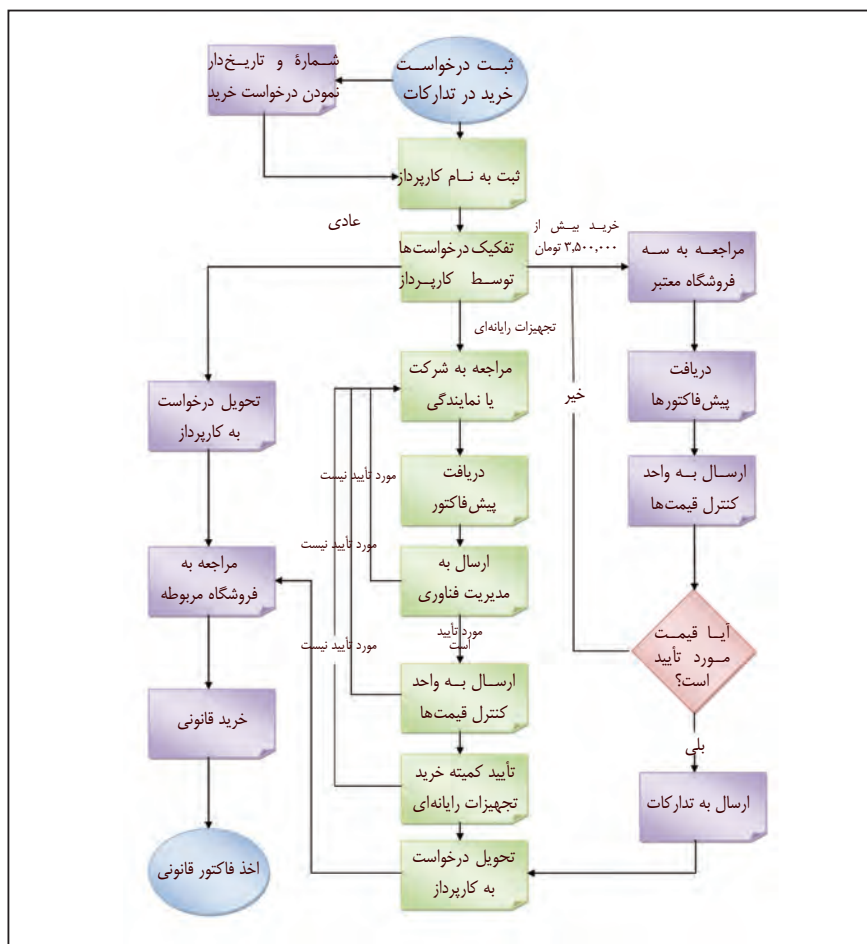 ثبت درخواست
خرید در تدارکات
شمارهٔ و تاریخ‌دار
نمودن درخواست خرید
ثبت به نام کارپرداز
عادی
تفکیک درخواست‌ها
توسط کارپرداز
خرید بیش از
۳,۵۰۰,۰۰۰ تومان
مراجعه به سه
فروشگاه معتبر
تجهیزات رایانه‌ای
مراجعه به شرکت
یا نمایندگی
خیر
دریافت
پیش‌فاکتورها
تحویل درخواست
به کارپرداز
مورد تأیید نیست
دریافت
پیش‌فاکتور
ارسال به واحد
کنترل قیمت‌ها
مورد تأیید نیست
ارسال به
مدیریت فناوری
مراجعه به
فروشگاه مربوطه
مورد تأیید
است
مورد تأیید نیست
آیا قیمت
مورد تأیید
است؟
ارسال به واحد
کنترل قیمت‌ها
خرید قانونی
بلی
تأیید کمیته خرید
تجهیزات رایانه‌ای
ارسال به تدارکات
تحویل درخواست
به کارپرداز
اخذ فاکتور قانونی